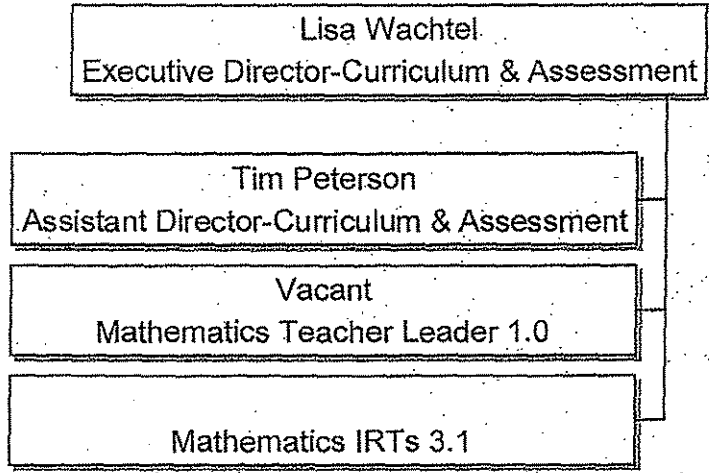 Lisa Wachtel
Executive Director-Curriculum & Assessment
Tim Peterson
Assistant Director-Curriculum & Assessment
Vacant
Mathematics Teacher Leader 1.0
Mathematics IRTs 3.1